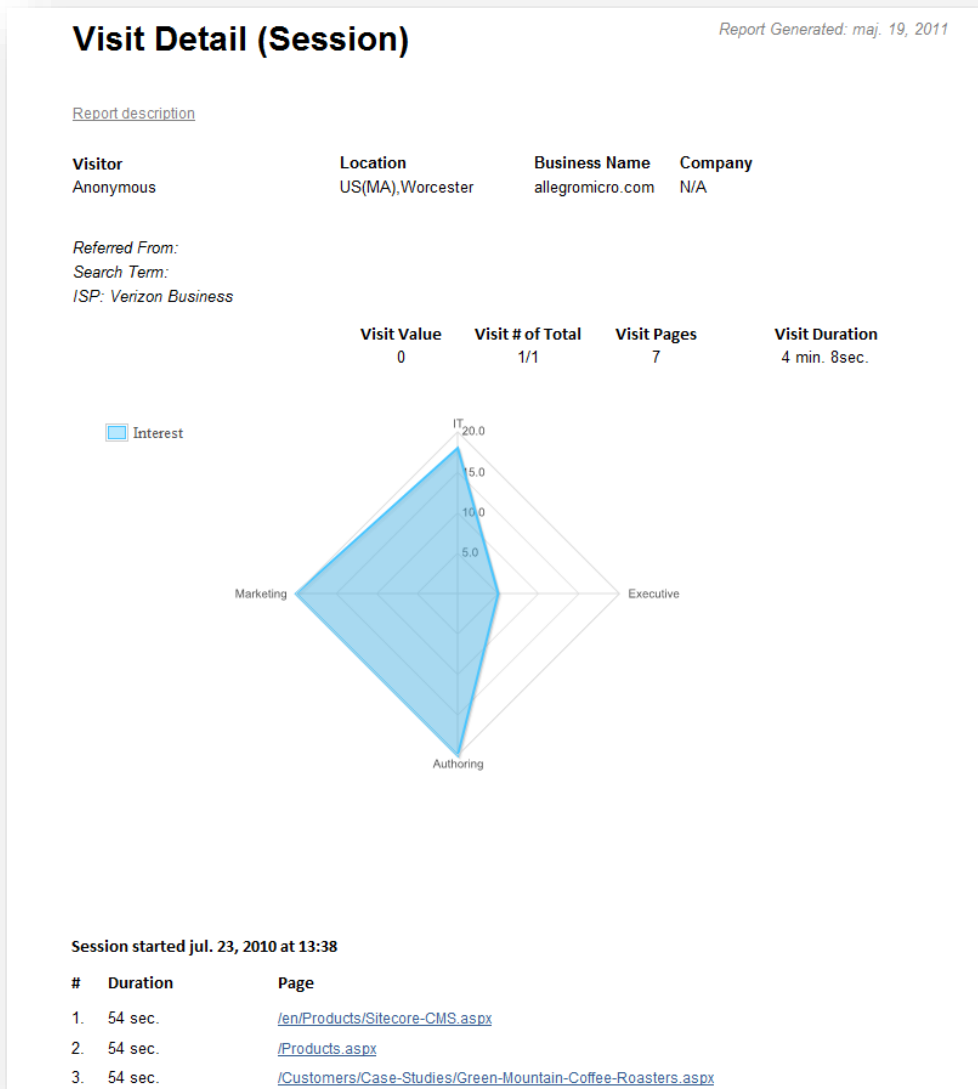 Visit Detail (Session)
Report Generated: maj. 19, 2011
Report description
Visitor Location Business Name Company
Anonymous US(MA),Worcester allegromicro.com N/A
Referred From:
Search Term:
ISP: Verizon Business
Visit Value Visit # of Total Visit Pages Visit Duration
0 1/1 7 4 min. 8sec.
Interest
IT
20.0
15.0
10.0
5.0
Marketing
Executive
Authoring
Session started jul. 23, 2010 at 13:38
# Duration Page
1. 54 sec. /en/Products/Sitecore-CMS.aspx
2. 54 sec. /Products.aspx
3. 54 sec. /Customers/Case-Studies/Green-Mountain-Coffee-Roasters.aspx